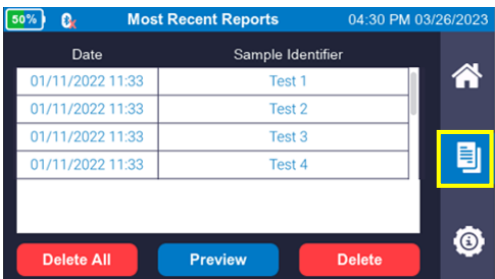 50% Most Recent Reports 04:30 PM 03/26/2023
Date Sample Identifier
01/11/2022 11:33 Test 1
01/11/2022 11:33 Test 2
01/11/2022 11:33 Test 3
01/11/2022 11:33 Test 4
Delete All Preview Delete